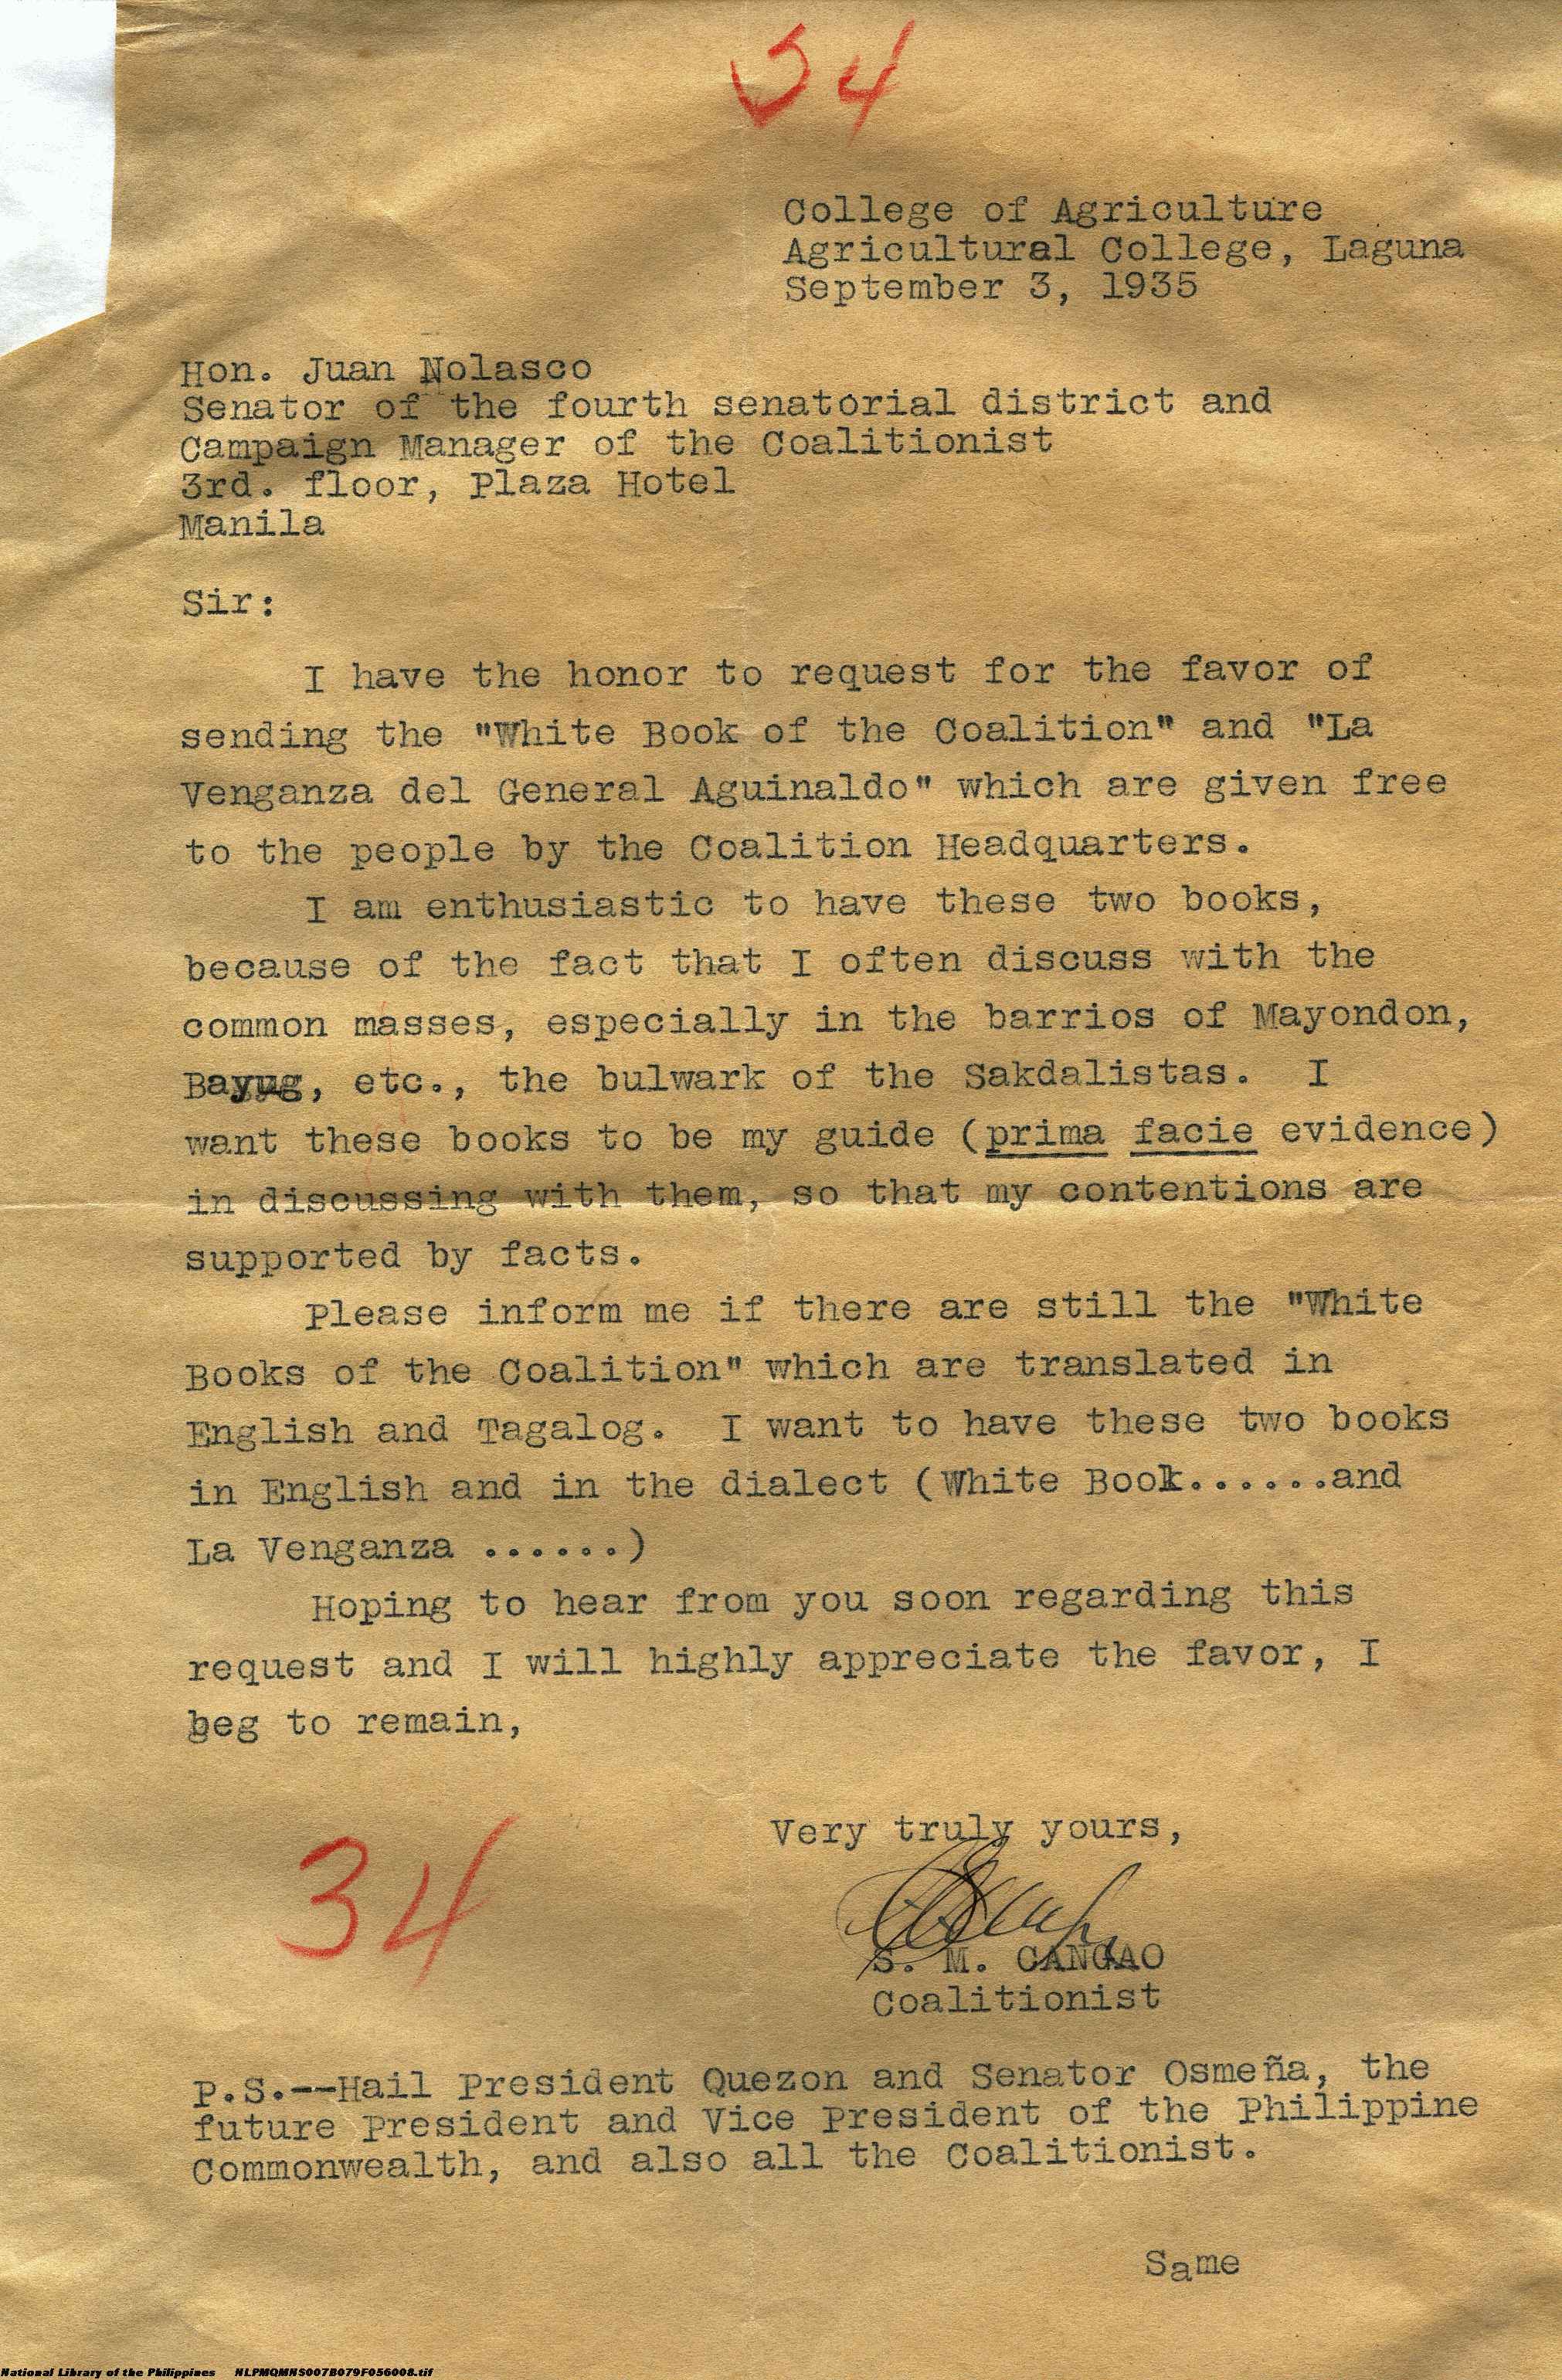 34
College of Agriculture
Agricultural College, Laguna
September 3, 1935
Hon. Juan Nolasco
Senator of the fourth senatorial district and
Campaign Manager of the Coalitionist
3rd. floor, Plaza Hotel
Manila
Sir:
I have the honor to request for the favor of
sending the "White Book of the Coalition" and "La
Venganza del General Aguinaldo" which are given free
to the people by the Coalition Headquarters.
I am enthusiastic to have these two books,
because of the fact that I often discuss with the
common masses, especially in the barrios of Mayondon,
Bayug, etc., the bulwark of the Sakdalistas. I
want these books to be my guide (prima facie evidence)
in discussing with them, so that my contentions are
supported by facts.
Please inform me if there are still the "White
Books of the Coalition" which are translated in
English and Tagalog. I want to have these two books
in English and in the dialect (White Book......and
La Venganza ......)
Hoping to hear from you soon regarding this
request and I will highly appreciate the favor, I
beg to remain,
Very truly yours,
34
S. M. CANGAO
Coalitionist
P.S.--Hail President Quezon and Senator Osmeña, the
future President and Vice President of the Philippine
Commonwealth, and also all the Coalitionist.
Same
National Library of the Philippines NLPMQMNS007B079F056008.tif